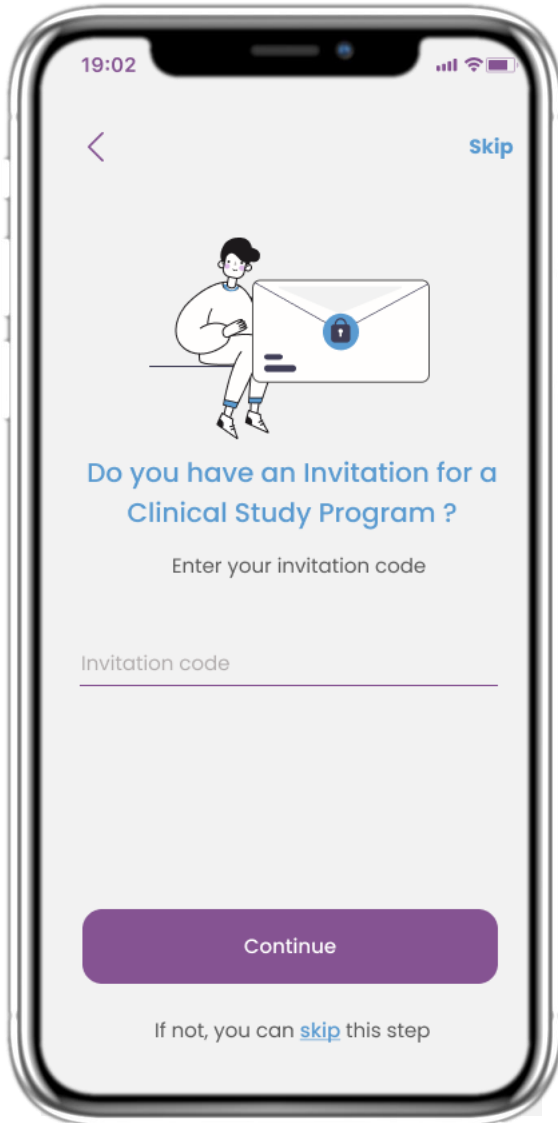 19:02
Skip
Do you have an Invitation for a
Clinical Study Program ?
Enter your invitation code
Invitation code
Continue
If not, you can skip this step